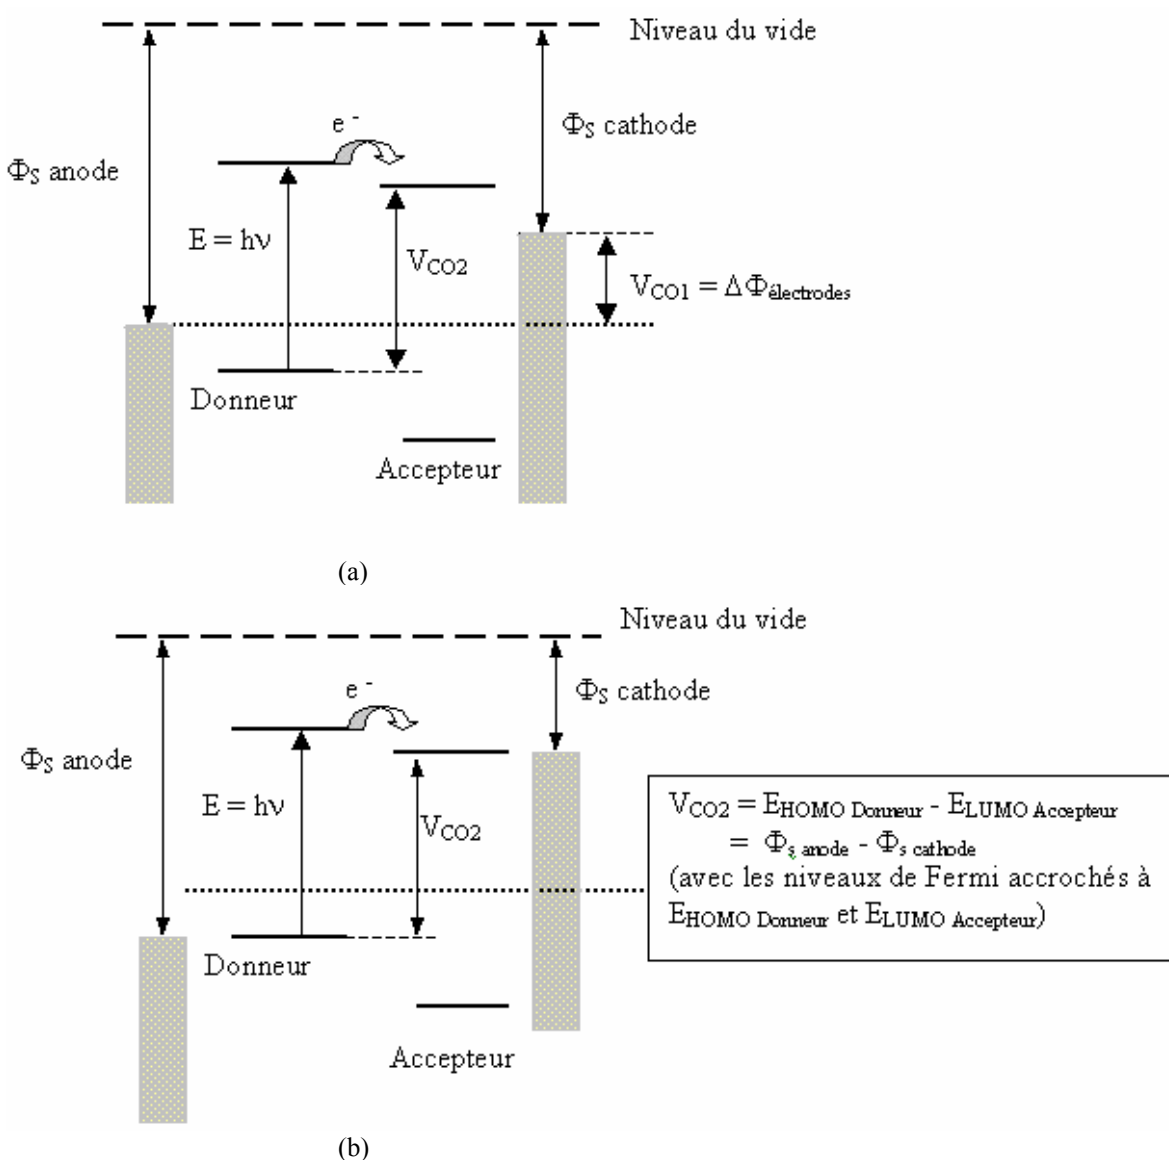 Niveau du vide
e -
ΦS cathode
ΦS anode
E = hν
VCO2
VCO1 = ΔΦélectrodes
Donneur
Accepteur
(a)
Niveau du vide
e -
ΦS cathode
ΦS anode
E = hν
VCO2
VCO2 = EHOMO Donneur - ELUMO Accepteur
= Φs anode - Φs cathode
(avec les niveaux de Fermi accrochés à
EHOMO Donneur et ELUMO Accepteur)
Donneur
Accepteur
(b)